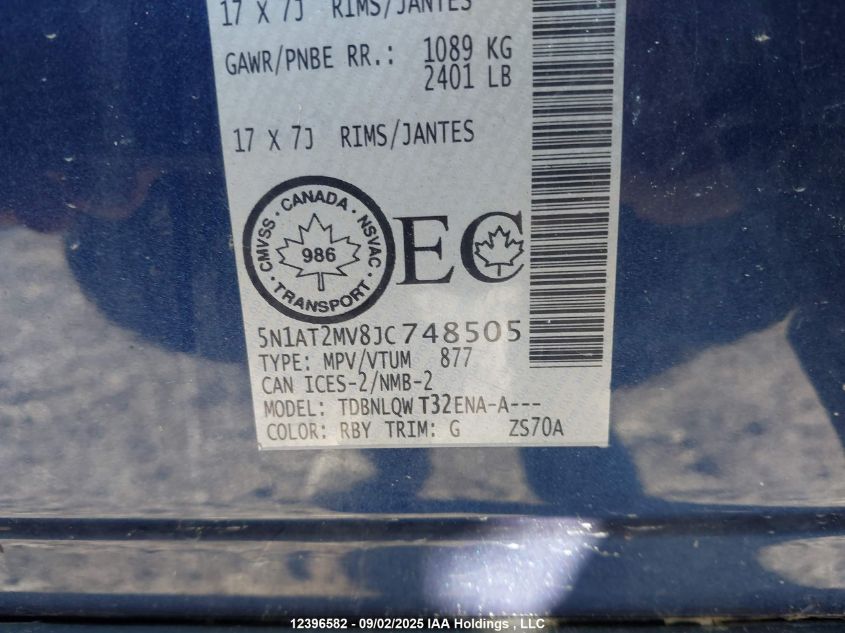 17 X 7J RIMS/JANTES
GAWR/PNBE RR.: 1089 KG
2401 LB
17 X 7J RIMS/JANTES
CMVSS · CANADA · NSVAC · TRANSPORT ·
986
EC
5N1AT2MV8JC748505
TYPE: MPV/VTUM 877
CAN ICES-2/NMB-2
MODEL: TDBNLQW T32ENA-A---
COLOR: RBY TRIM: G ZS70A
12396582 - 09/02/2025 IAA Holdings , LLC